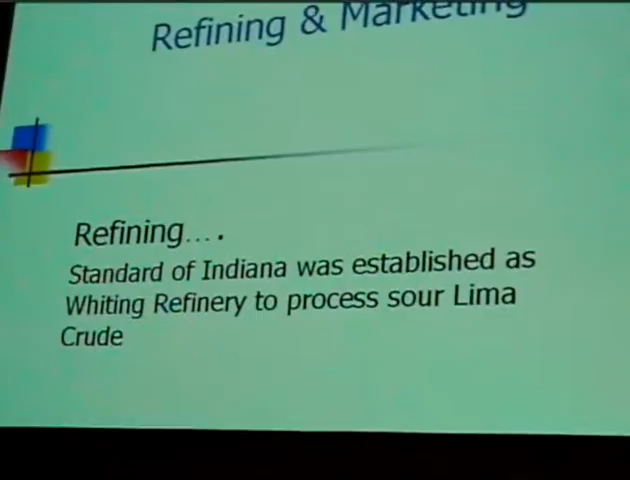 Refining & Marketing
Refining....
Standard of Indiana was established as
Whiting Refinery to process sour Lima
Crude